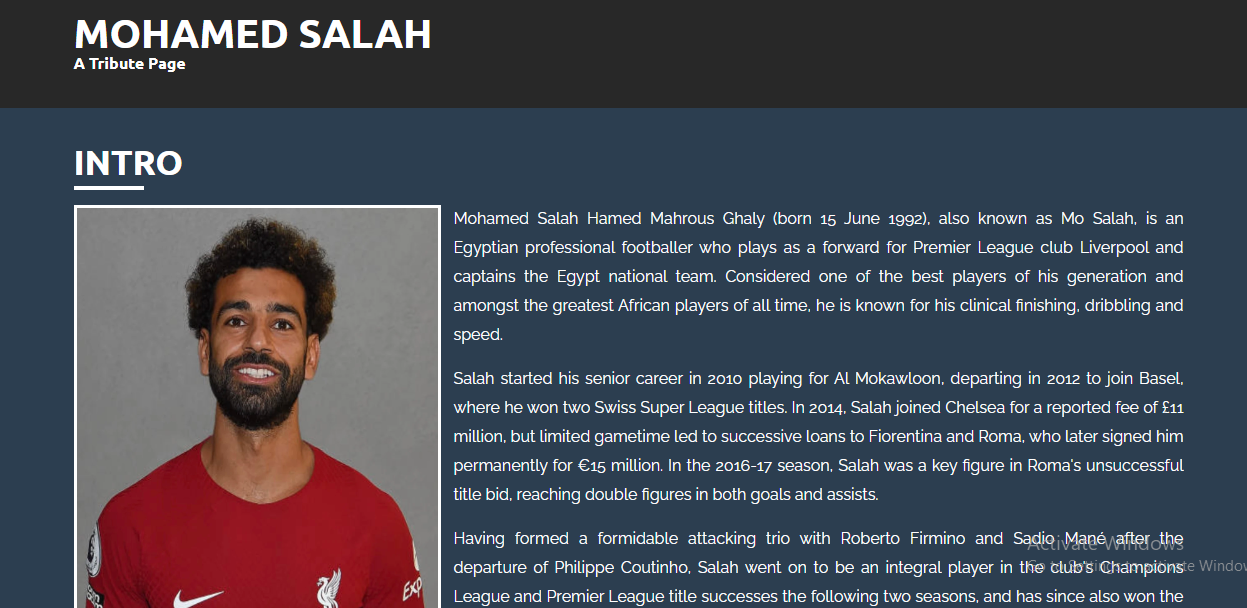 MOHAMED SALAH
A Tribute Page
INTRO
Mohamed Salah Hamed Mahrous Ghaly (born 15 June 1992), also known as Mo Salah, is an
Egyptian professional footballer who plays as a forward for Premier League club Liverpool and
captains the Egypt national team. Considered one of the best players of his generation and
amongst the greatest African players of all time, he is known for his clinical finishing, dribbling and
speed.
Salah started his senior career in 2010 playing for Al Mokawloon, departing in 2012 to join Basel,
where he won two Swiss Super League titles. In 2014, Salah joined Chelsea for a reported fee of £11
million, but limited gametime led to successive loans to Fiorentina and Roma, who later signed him
permanently for €15 million. In the 2016-17 season, Salah was a key figure in Roma's unsuccessful
title bid, reaching double figures in both goals and assists.
Having formed a formidable attacking trio with Roberto Firmino and Sadio Mané after the
departure of Philippe Coutinho, Salah went on to be an integral player in the club's Champions
League and Premier League title successes the following two seasons, and has since also won the
Activate Windows
Go to Settings to activate Window
Exp